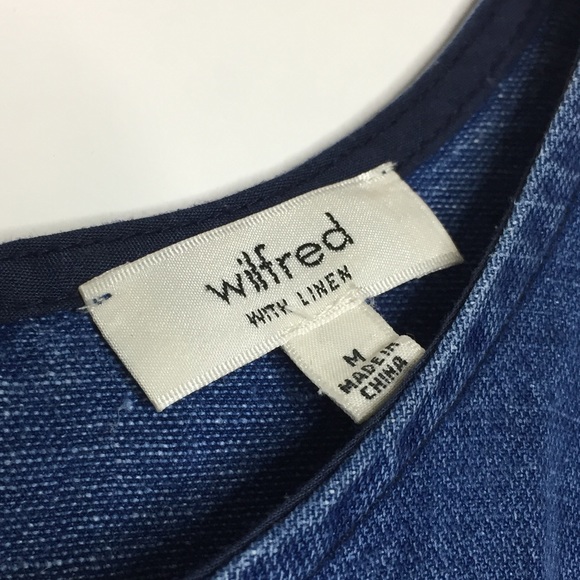 wilfred
WITH LINEN
M
MADE IN
CHINA